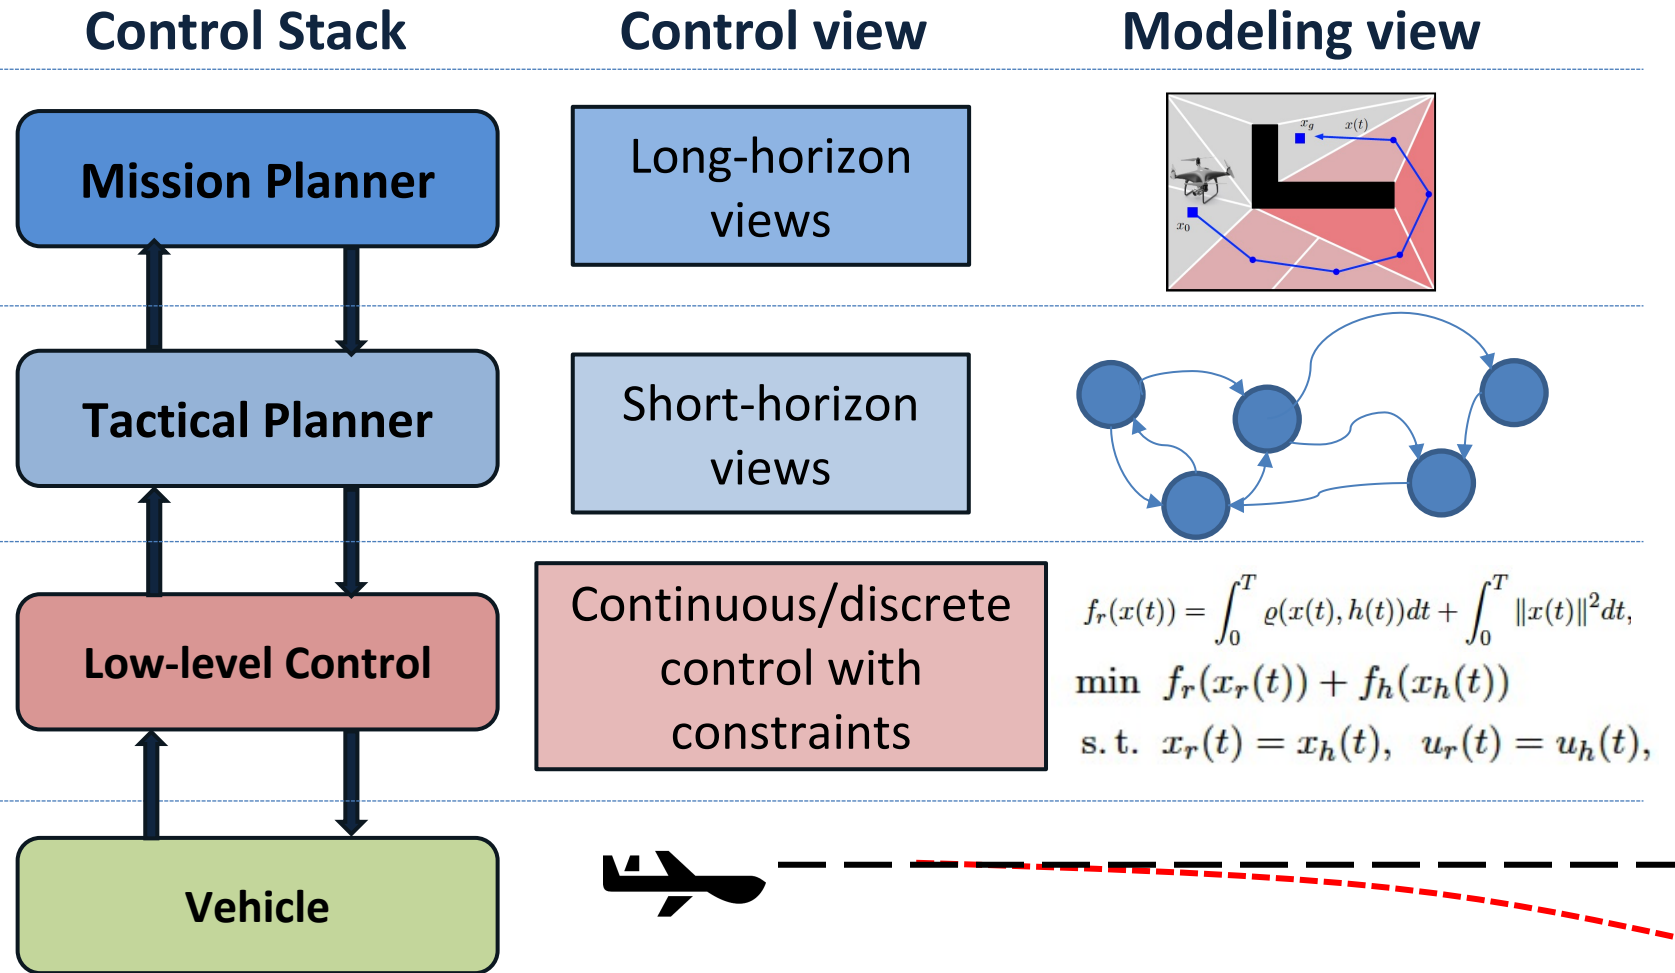 Control Stack
Control view
Modeling view
Mission Planner
Long-horizon
views
x_g
x(t)
x_0
Tactical Planner
Short-horizon
views
Low-level Control
Continuous/discrete
control with
constraints
f_r(x(t)) = ∫_0^T ϱ(x(t), h(t))dt + ∫_0^T ‖x(t)‖^2 dt,
min f_r(x_r(t)) + f_h(x_h(t))
s.t. x_r(t) = x_h(t), u_r(t) = u_h(t),
Vehicle